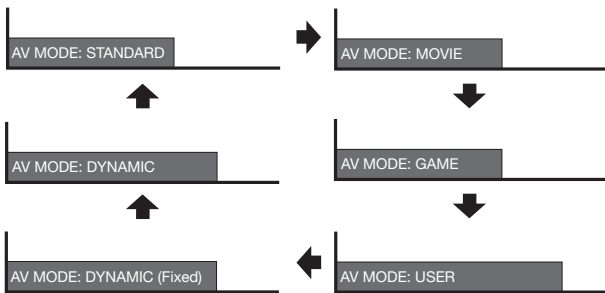 AV MODE: STANDARD
AV MODE: MOVIE
AV MODE: DYNAMIC
AV MODE: GAME
AV MODE: DYNAMIC (Fixed)
AV MODE: USER